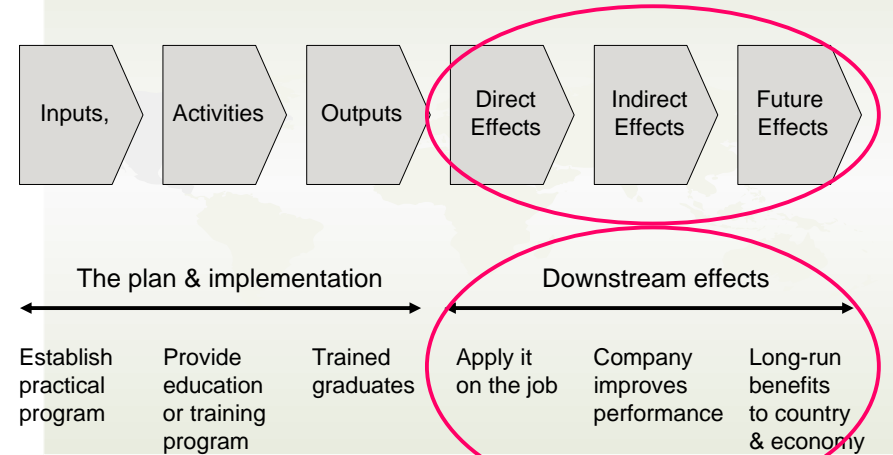 Inputs,
Activities
Outputs
Direct
Effects
Indirect
Effects
Future
Effects
The plan & implementation
Downstream effects
Establish
practical
program
Provide
education
or training
program
Trained
graduates
Apply it
on the job
Company
improves
performance
Long-run
benefits
to country
& economy